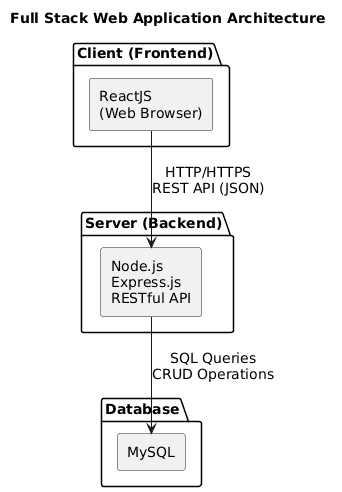 Full Stack Web Application Architecture
Client (Frontend)
ReactJS
(Web Browser)
HTTP/HTTPS
REST API (JSON)
Server (Backend)
Node.js
Express.js
RESTful API
SQL Queries
CRUD Operations
Database
MySQL